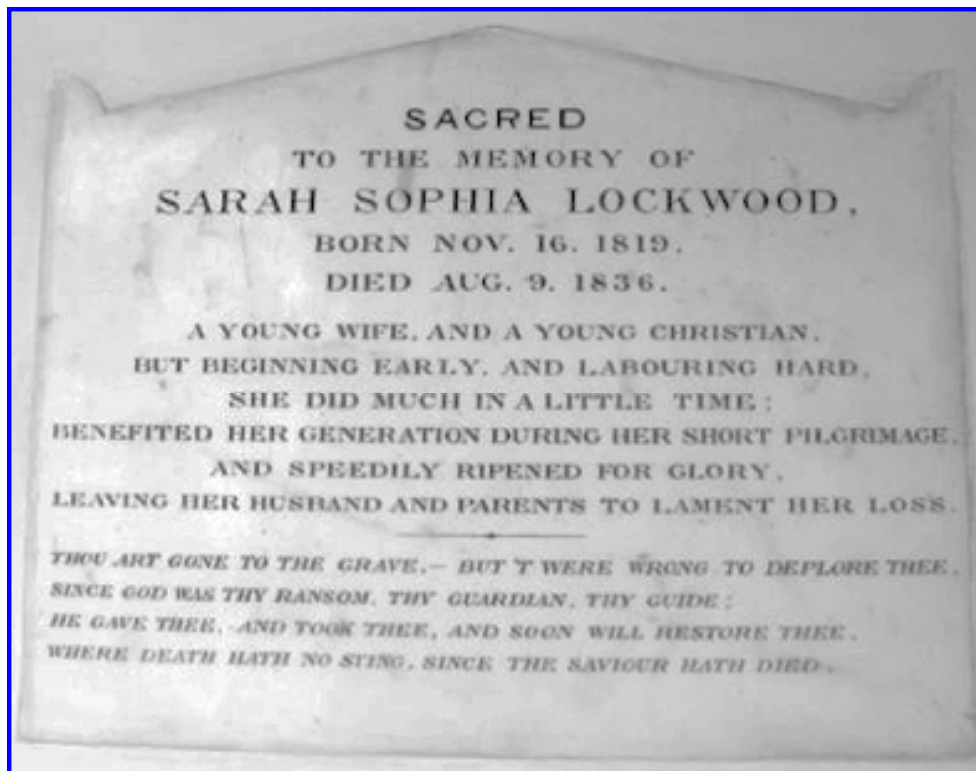 SACRED
TO THE MEMORY OF
SARAH SOPHIA LOCKWOOD,
BORN NOV. 16. 1819.
DIED AUG. 9. 1836.
A YOUNG WIFE, AND A YOUNG CHRISTIAN,
BUT BEGINNING EARLY, AND LABOURING HARD,
SHE DID MUCH IN A LITTLE TIME;
BENEFITED HER GENERATION DURING HER SHORT PILGRIMAGE,
AND SPEEDILY RIPENED FOR GLORY,
LEAVING HER HUSBAND AND PARENTS TO LAMENT HER LOSS.
THOU ART GONE TO THE GRAVE,— BUT 'T WERE WRONG TO DEPLORE THEE,
SINCE GOD WAS THY RANSOM, THY GUARDIAN, THY GUIDE;
HE GAVE THEE, AND TOOK THEE, AND SOON WILL RESTORE THEE,
WHERE DEATH HATH NO STING, SINCE THE SAVIOUR HATH DIED.